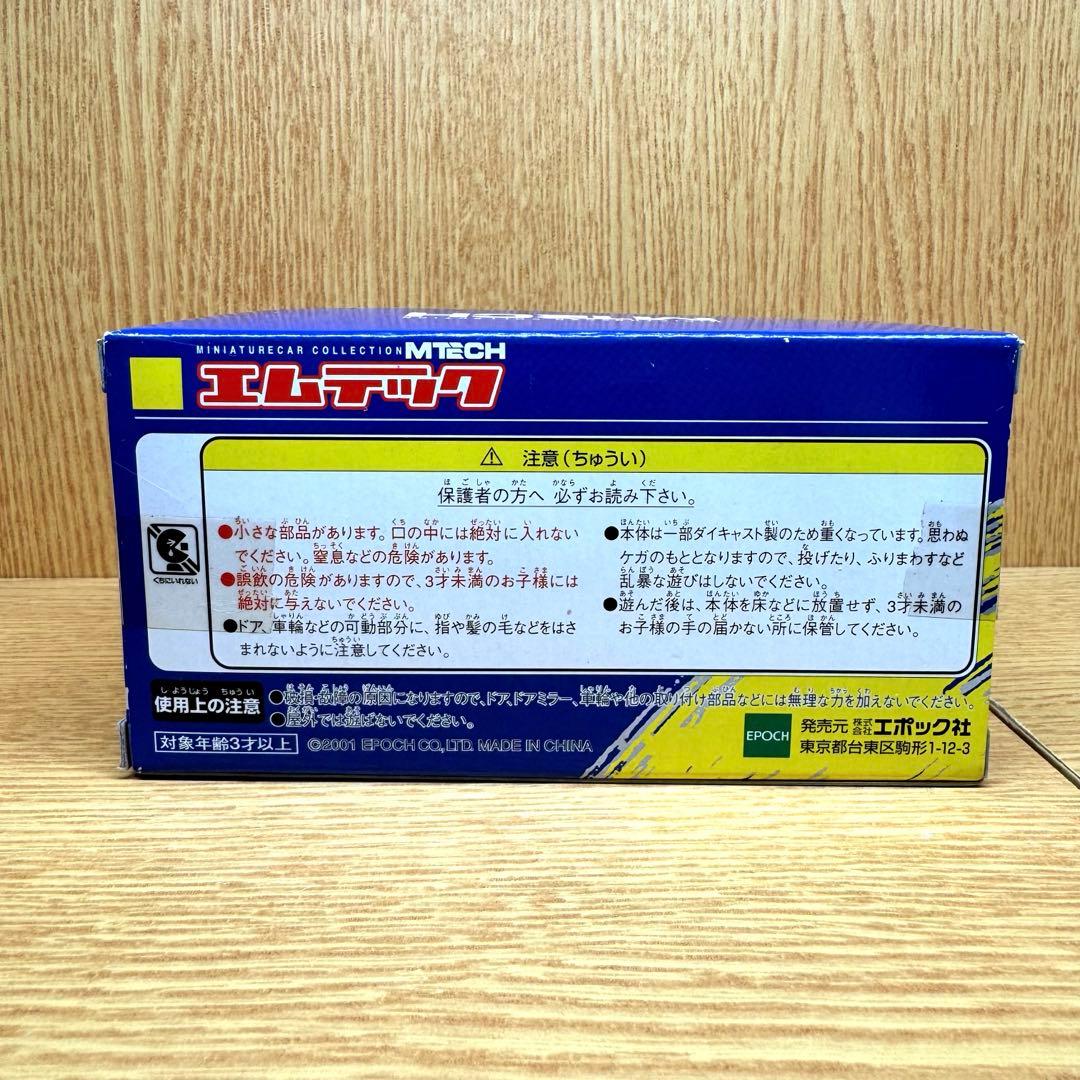 MINIATURECAR COLLECTION MTECH
エムテック
⚠ 注意(ちゅうい)
保護者の方へ 必ずお読み下さい。
●小さな部品があります。口の中には絶対に入れない
でください。窒息などの危険があります。
●誤飲の危険がありますので、3才未満のお子様には
絶対に与えないでください。
●ドア、車輪などの可動部分に、指や髪の毛などをはさ
まれないように注意してください。
●本体は一部ダイキャスト製のため重くなっています。思わぬ
ケガのもととなりますので、投げたり、ふりまわすなど
乱暴な遊びはしないでください。
●遊んだ後は、本体を床などに放置せず、3才未満の
お子様の手の届かない所に保管してください。
くちにいれない
使用上の注意
●破損・故障の原因になりますので、ドア、ドアミラー、車輪や他の取り付け部品などには無理な力を加えないでください。
●屋外では遊ばないでください。
対象年齢3才以上
©2001 EPOCH CO.,LTD. MADE IN CHINA
EPOCH
発売元 株式会社 エポック社
東京都台東区駒形1-12-3